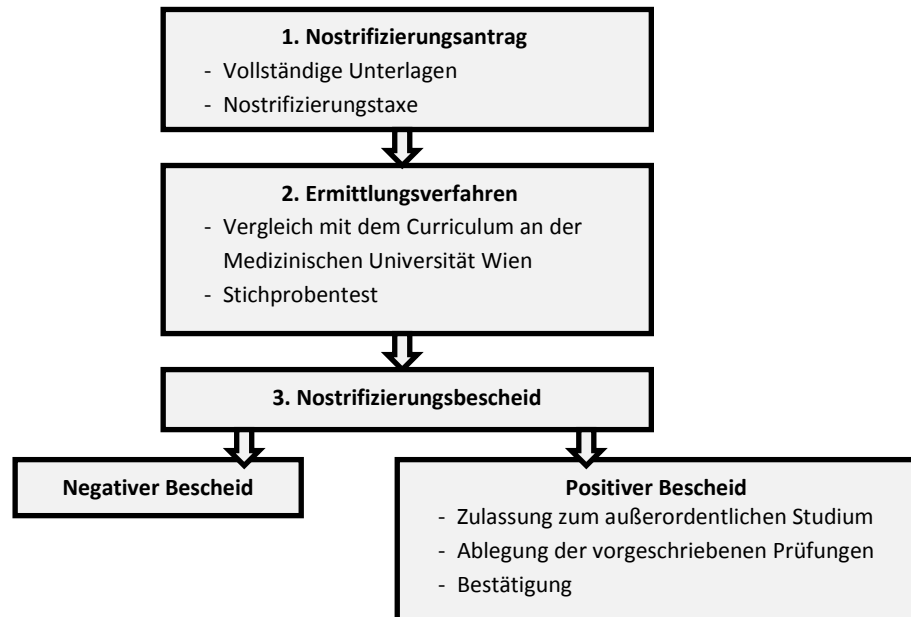 1. Nostrifizierungsantrag
- Vollständige Unterlagen
- Nostrifizierungstaxe
2. Ermittlungsverfahren
- Vergleich mit dem Curriculum an der
Medizinischen Universität Wien
- Stichprobentest
3. Nostrifizierungsbescheid
Negativer Bescheid
Positiver Bescheid
- Zulassung zum außerordentlichen Studium
- Ablegung der vorgeschriebenen Prüfungen
- Bestätigung